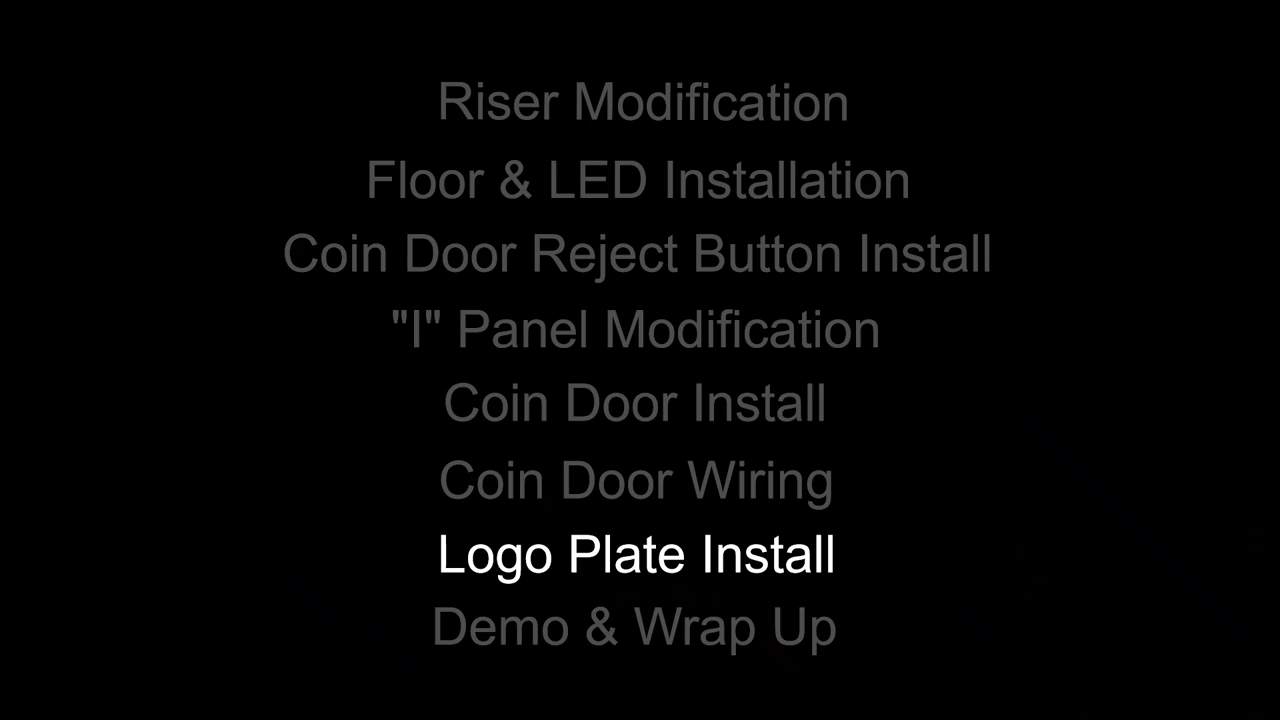 Riser Modification
Floor & LED Installation
Coin Door Reject Button Install
"I" Panel Modification
Coin Door Install
Coin Door Wiring
Logo Plate Install
Demo & Wrap Up